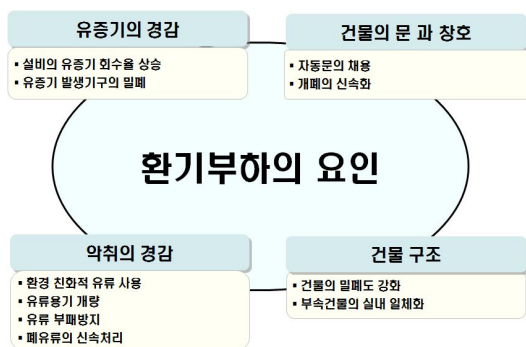 유증기의 경감
▪ 설비의 유증기 회수율 상승
▪ 유증기 발생기구의 밀폐
건물의 문 과 창호
▪ 자동문의 채용
▪ 개폐의 신속화
환기부하의 요인
악취의 경감
▪ 환경 친화적 유류 사용
▪ 유류용기 개량
▪ 유류 부패방지
▪ 폐유류의 신속처리
건물 구조
▪ 건물의 밀폐도 강화
▪ 부속건물의 실내 일체화